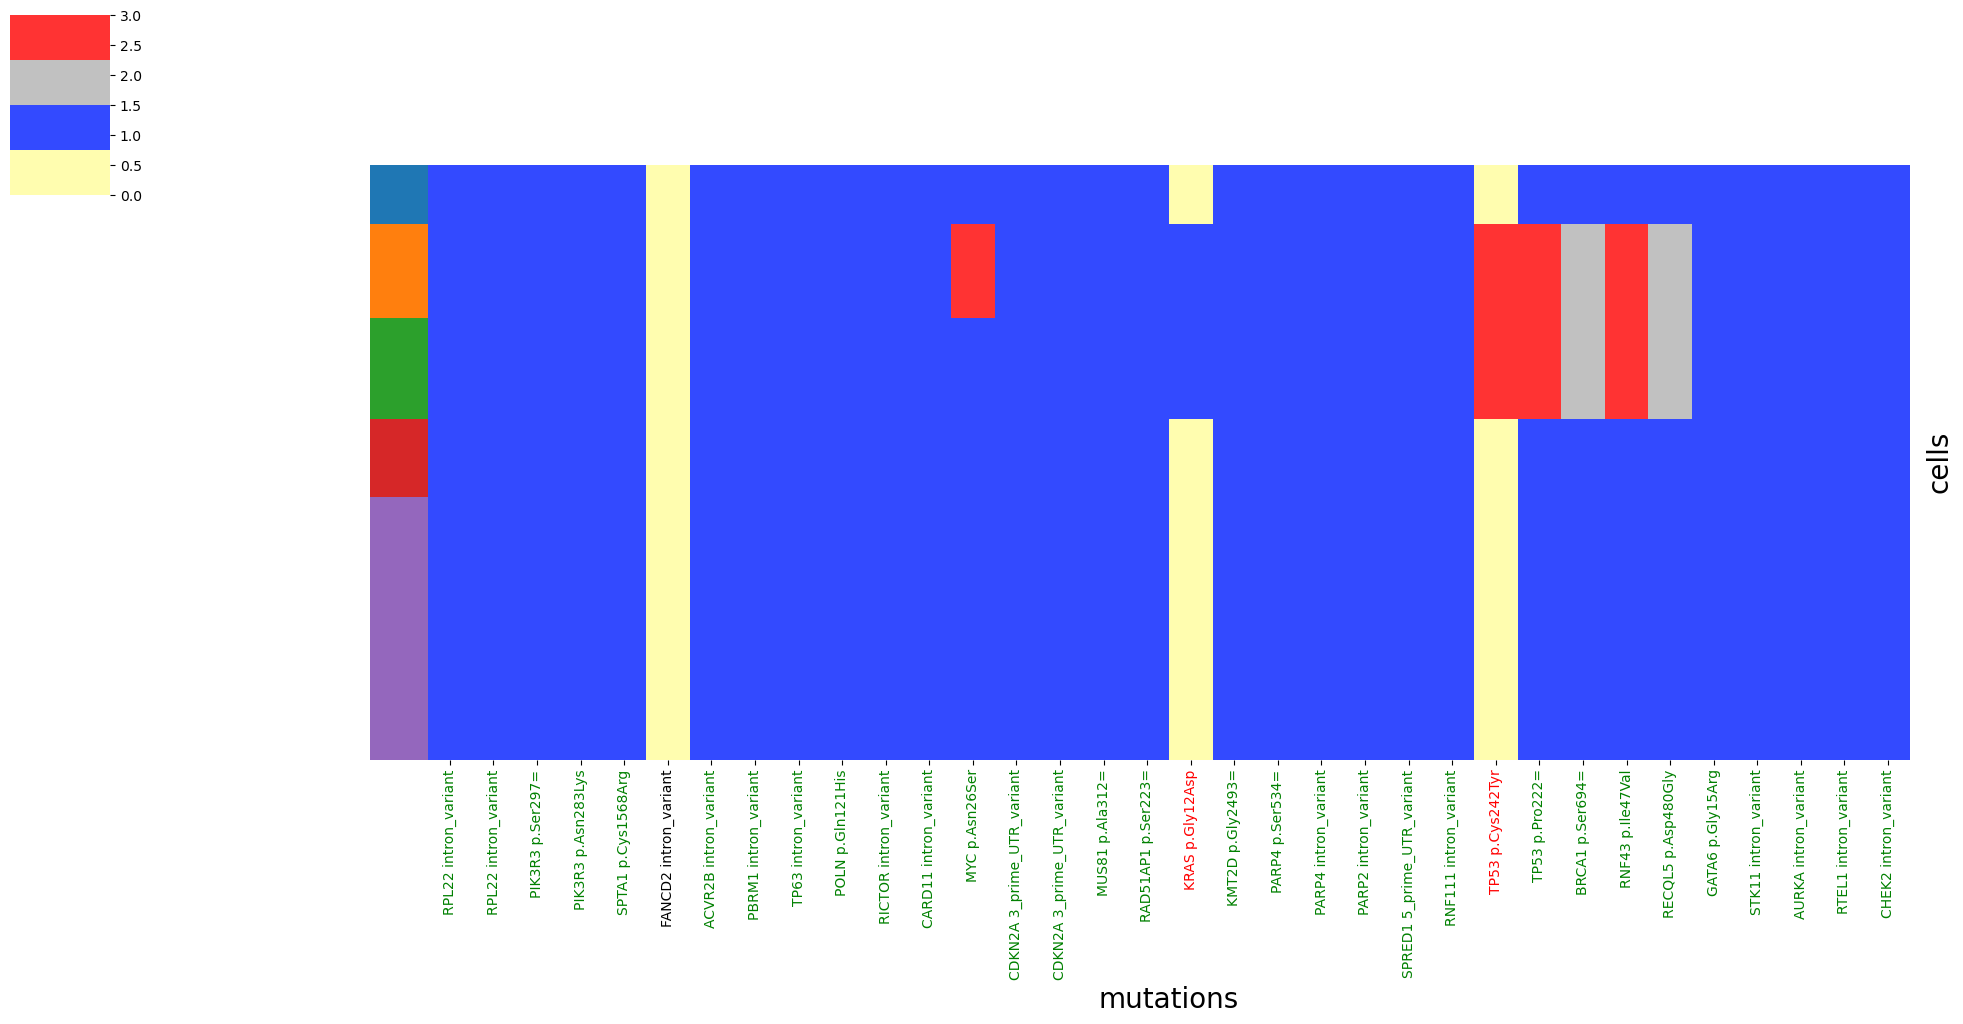 3.0
2.5
2.0
1.5
1.0
0.5
0.0
cells
RPL22 intron_variant
RPL22 intron_variant
PIK3R3 p.Ser297=
PIK3R3 p.Asn283Lys
SPTA1 p.Cys1568Arg
FANCD2 intron_variant
ACVR2B intron_variant
PBRM1 intron_variant
TP63 intron_variant
POLN p.Gln121His
RICTOR intron_variant
CARD11 intron_variant
MYC p.Asn26Ser
CDKN2A 3_prime_UTR_variant
CDKN2A 3_prime_UTR_variant
MUS81 p.Ala312=
RAD51AP1 p.Ser223=
KRAS p.Gly12Asp
KMT2D p.Gly2493=
PARP4 p.Ser534=
PARP4 intron_variant
PARP2 intron_variant
SPRED1 5_prime_UTR_variant
RNF111 intron_variant
TP53 p.Cys242Tyr
TP53 p.Pro222=
BRCA1 p.Ser694=
RNF43 p.Ile47Val
RECQL5 p.Asp480Gly
GATA6 p.Gly15Arg
STK11 intron_variant
AURKA intron_variant
RTEL1 intron_variant
CHEK2 intron_variant
mutations